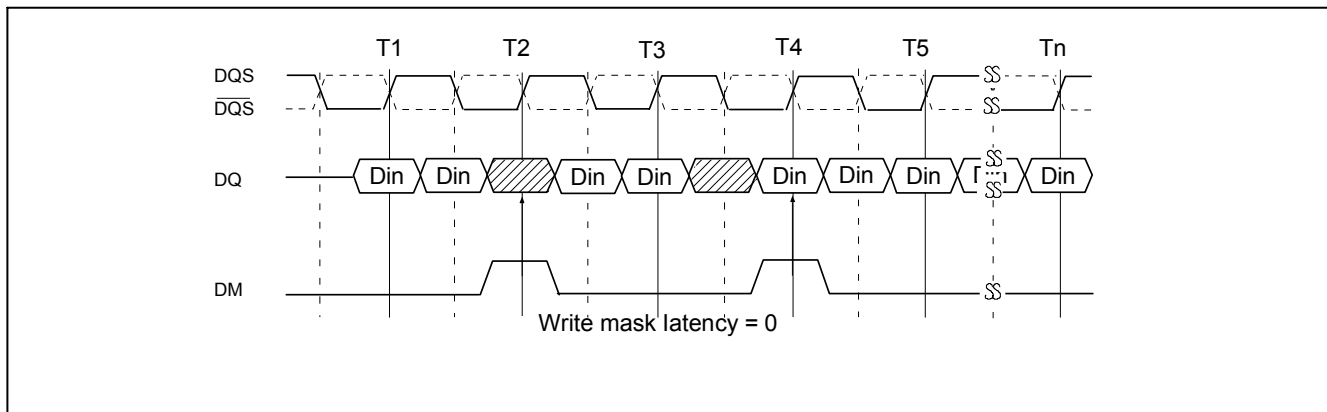 T1 T2 T3 T4 T5 Tn
DQS
DQS
DQ Din Din Din Din Din Din Din Din Din
DM
Write mask latency = 0